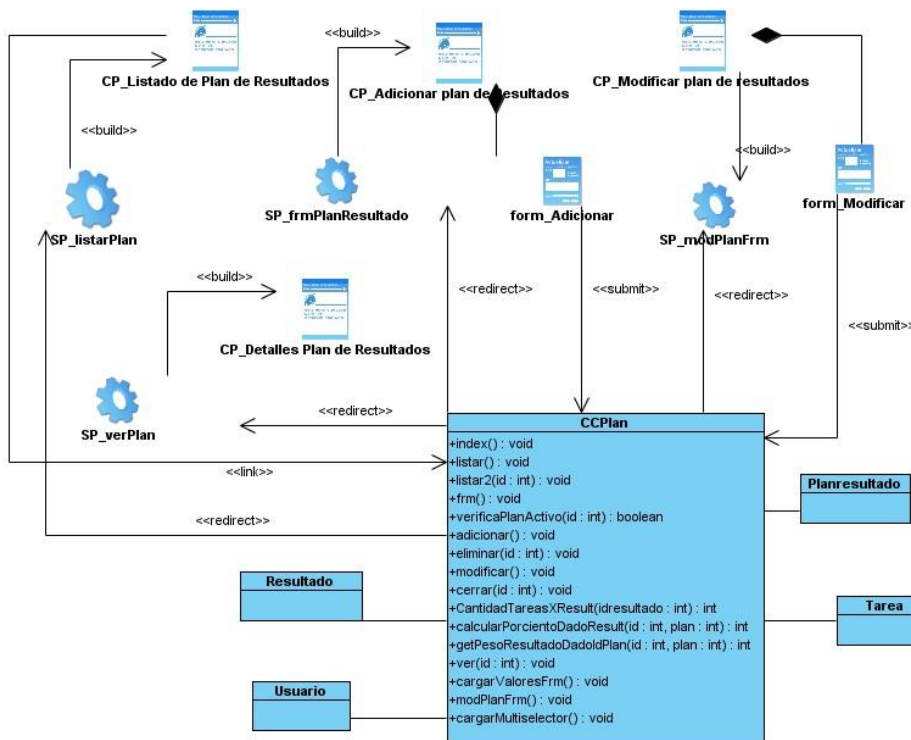 <<build>>
CP_Listado de Plan de Resultados
CP_Adicionar plan de Resultados
CP_Modificar plan de resultados
<<build>>
<<build>>
SP_listarPlan
SP_frmPlanResultado
form_Adicionar
SP_modPlanFrm
form_Modificar
<<build>>
<<redirect>>
<<submit>>
<<redirect>>
<<submit>>
CP_Detalles Plan de Resultados
SP_verPlan
<<redirect>>
<<link>>
<<redirect>>
CCPlan
+index() : void
+listar() : void
+listar2(id : int) : void
+frm() : void
+verificaPlanActivo(id : int) : boolean
+adicionar() : void
+eliminar(id : int) : void
+modificar() : void
+cerrar(id : int) : void
+CantidadTareasXResult(idresultado : int) : int
+calcularPorcientoDadoResult(id : int, plan : int) : int
+getPesoResultadoDadoIdPlan(id : int, plan : int) : int
+ver(id : int) : void
+cargarValoresFrm() : void
+modPlanFrm() : void
+cargarMultiselector() : void
Planresultado
Resultado
Tarea
Usuario